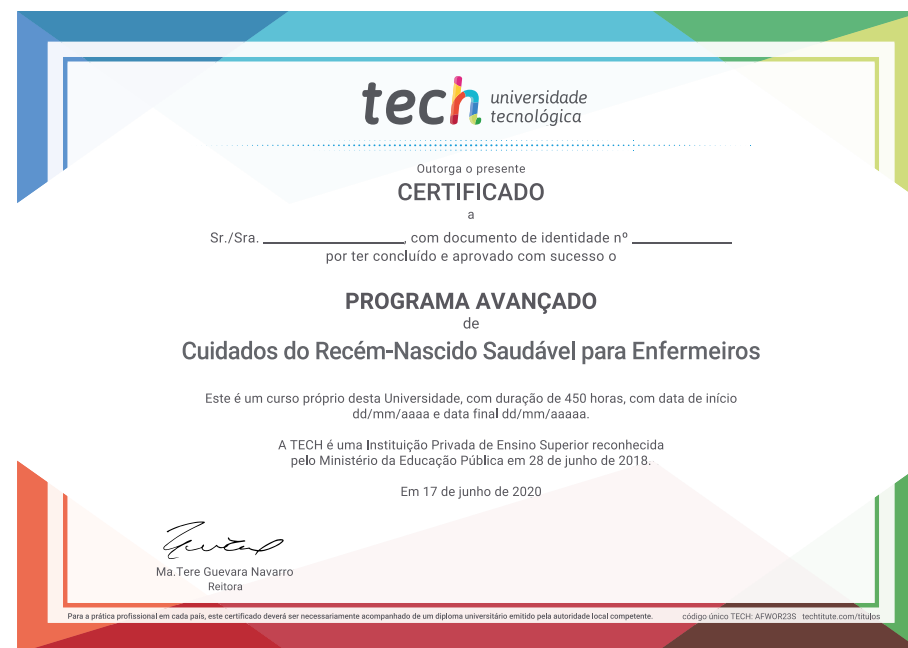 tech universidade
tecnológica
Outorga o presente
CERTIFICADO
a
Sr./Sra. ____________________, com documento de identidade nº ______________
por ter concluído e aprovado com sucesso o
PROGRAMA AVANÇADO
de
Cuidados do Recém-Nascido Saudável para Enfermeiros
Este é um curso próprio desta Universidade, com duração de 450 horas, com data de início
dd/mm/aaaa e data final dd/mm/aaaaa.
A TECH é uma Instituição Privada de Ensino Superior reconhecida
pelo Ministério da Educação Pública em 28 de junho de 2018.
Em 17 de junho de 2020
Ma.Tere Guevara Navarro
Reitora
Para a prática profissional em cada país, este certificado deverá ser necessariamente acompanhado de um diploma universitário emitido pela autoridade local competente. código único TECH: AFWOR23S techtitute.com/titulos